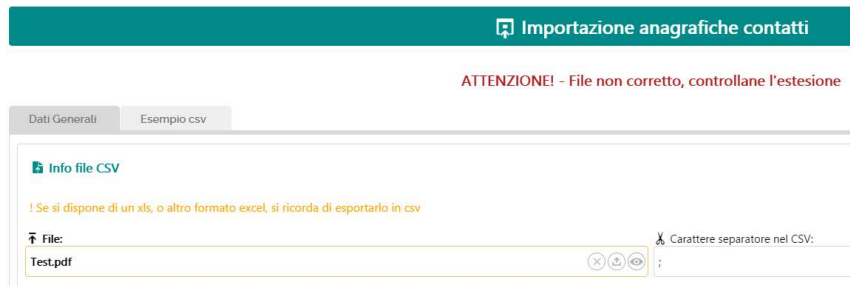 Importazione anagrafiche contatti
ATTENZIONE! - File non corretto, controllane l'estesione
Dati Generali Esempio csv
Info file CSV
! Se si dispone di un xls, o altro formato excel, si ricorda di esportarlo in csv
File: Carattere separatore nel CSV:
Test.pdf ;